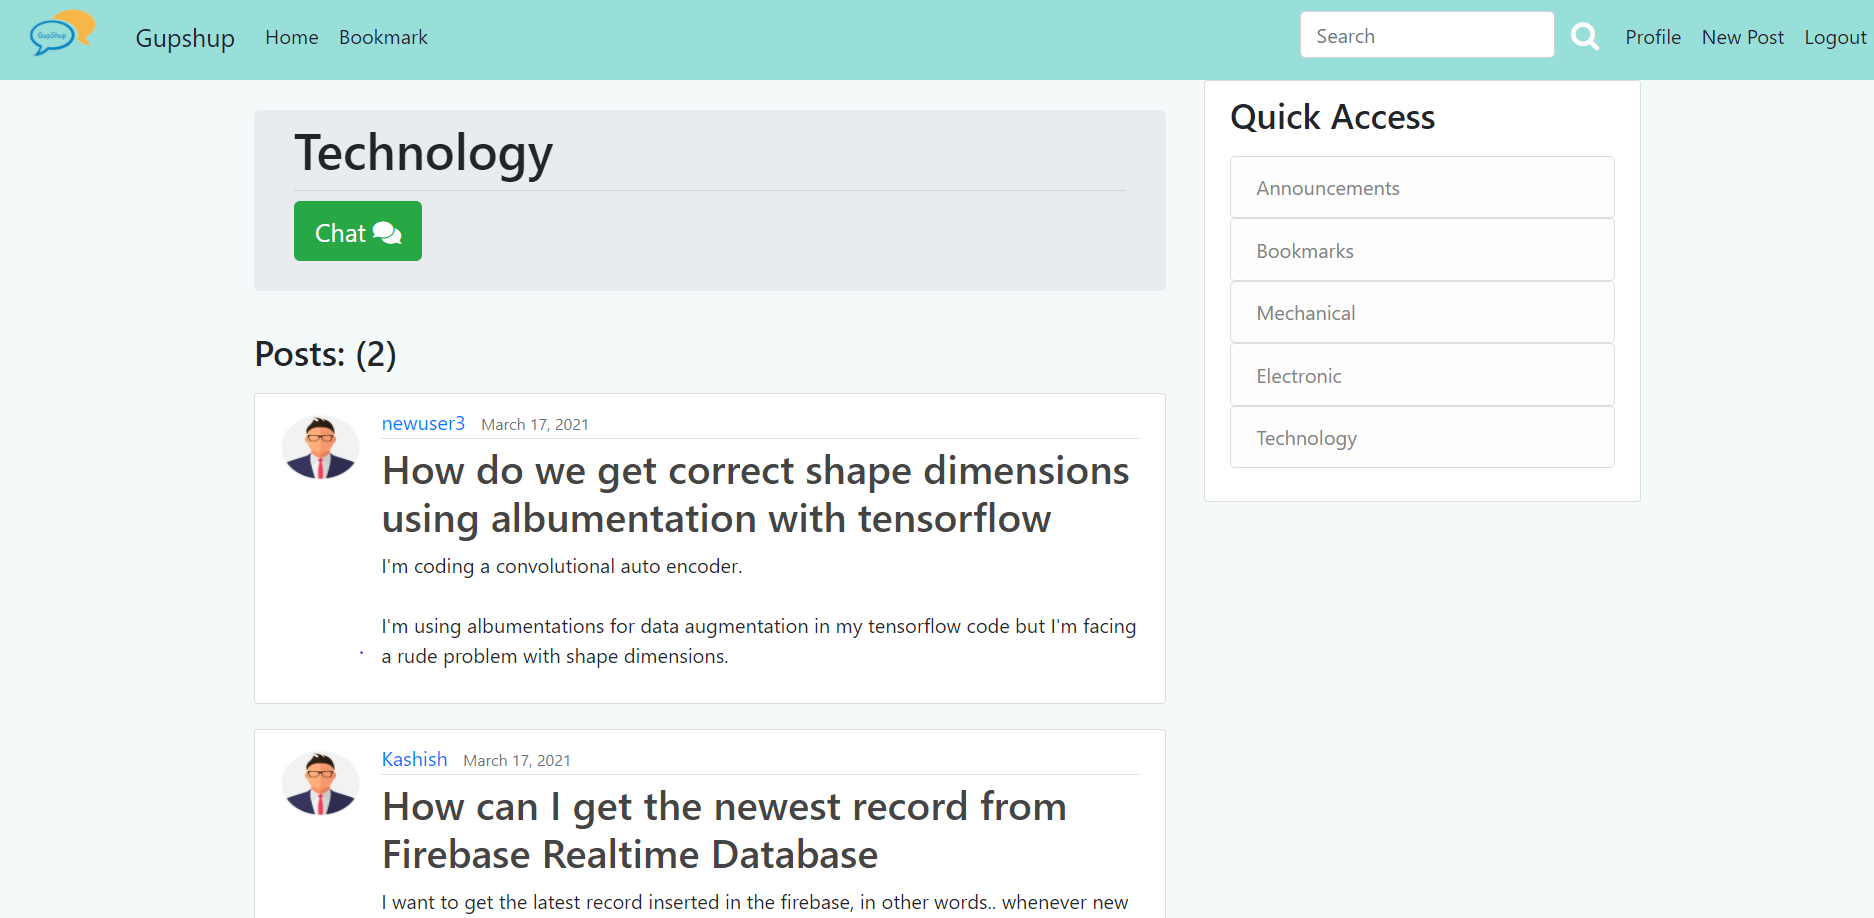 GupShup
Gupshup
Home
Bookmark
Search
Profile
New Post
Logout
Technology
Chat
Posts: (2)
newuser3 March 17, 2021
How do we get correct shape dimensions
using albumentation with tensorflow
I'm coding a convolutional auto encoder.
I'm using albumentations for data augmentation in my tensorflow code but I'm facing
a rude problem with shape dimensions.
Kashish March 17, 2021
How can I get the newest record from
Firebase Realtime Database
I want to get the latest record inserted in the firebase, in other words.. whenever new
Quick Access
Announcements
Bookmarks
Mechanical
Electronic
Technology